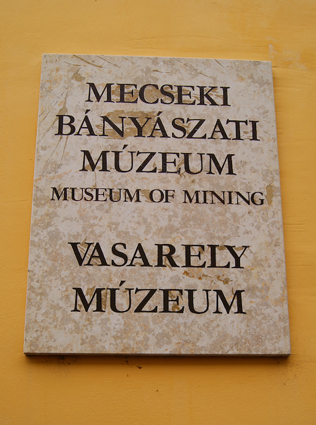 MECSEKI
BÁNYÁSZATI
MÚZEUM
MUSEUM OF MINING
VASARELY
MÚZEUM